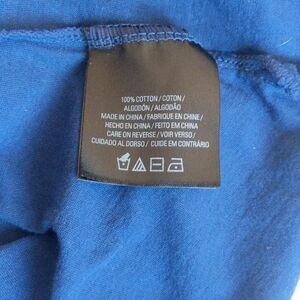 100% COTTON / COTON /
ALGODÓN / ALGODÃO
MADE IN CHINA / FABRIQUE EN CHINE /
HECHO EN CHINA / FEITO EM CHINA
CARE ON REVERSE / VOIR VERSO /
CUIDADO AL DORSO / CUIDE EM CONTRÁRIO